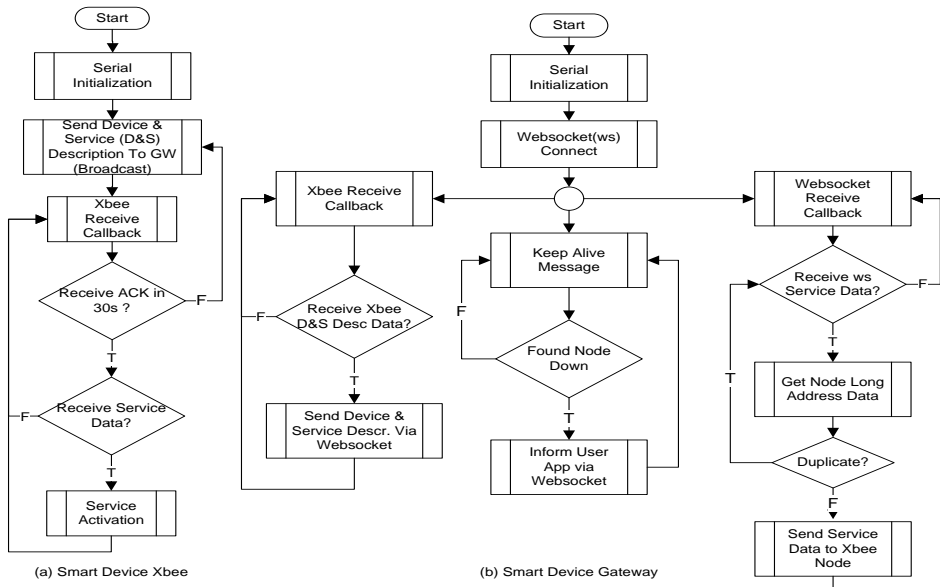 Start
Serial
Initialization
Send Device &
Service (D&S)
Description To GW
(Broadcast)
Xbee
Receive
Callback
Receive ACK in
30s ?
F
T
Receive Service
Data?
F
T
Service
Activation
(a) Smart Device Xbee
Start
Serial
Initialization
Websocket(ws)
Connect
Xbee Receive
Callback
Receive Xbee
D&S Desc Data?
F
T
Send Device &
Service Descr. Via
Websocket
Keep Alive
Message
F
Found Node
Down
T
Inform User
App via
Websocket
Websocket
Receive
Callback
Receive ws
Service Data?
F
T
Get Node Long
Address Data
T
Duplicate?
F
Send Service
Data to Xbee
Node
(b) Smart Device Gateway